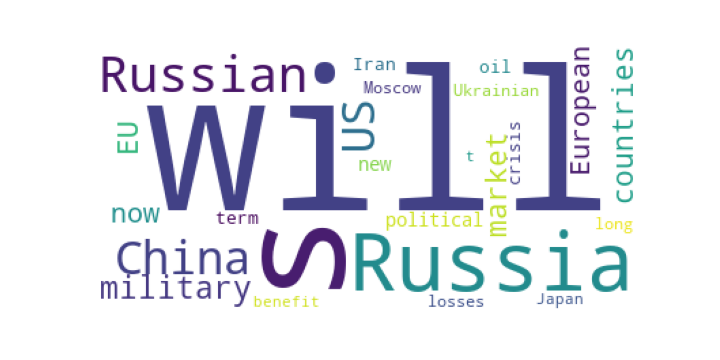 Russian
will
Iran
Moscow
oil
Ukrainian
European
countries
EU
US
new
t
market
crisis
now
term
political
long
China
s
Russia
military
benefit
losses
Japan